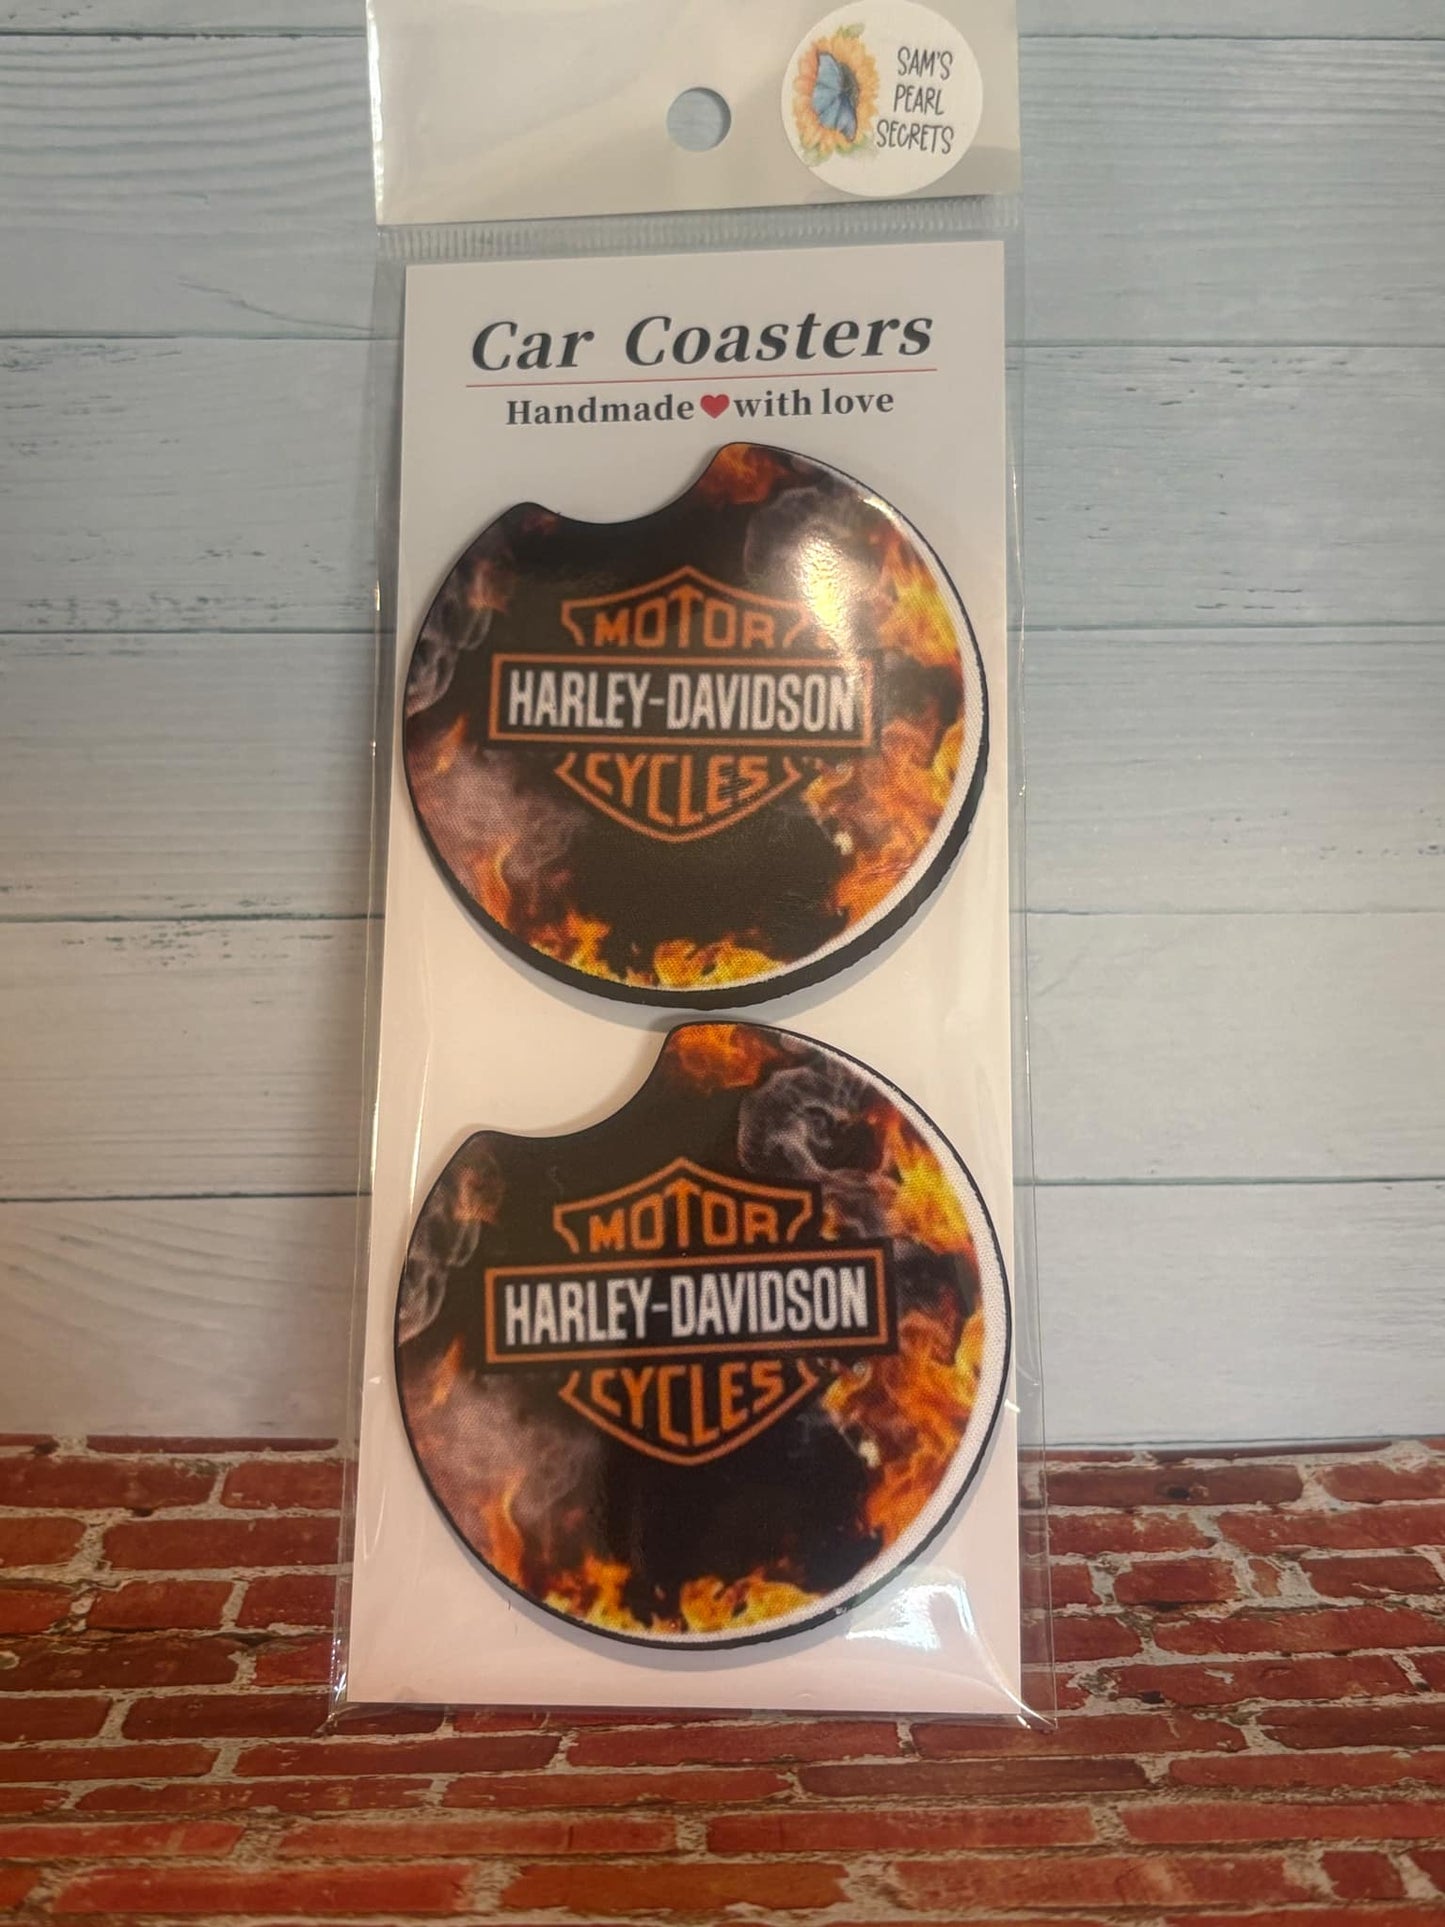 SAM'S
PEARL
SECRETS
Car Coasters
Handmade❤with love
MOTOR
HARLEY-DAVIDSON
CYCLES
MOTOR
HARLEY-DAVIDSON
CYCLES